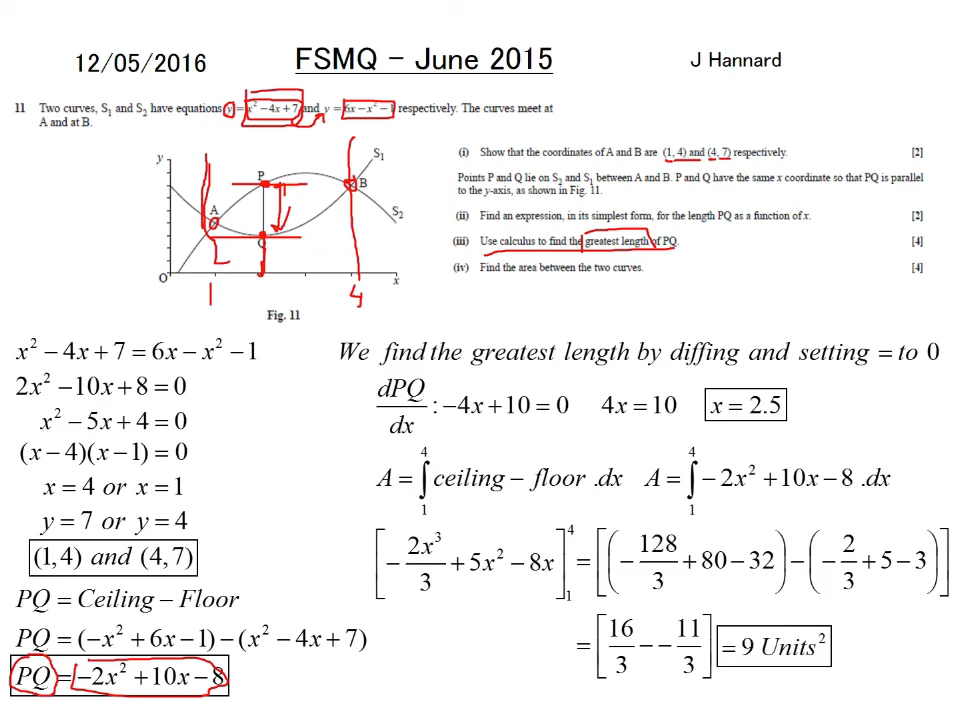 12/05/2016 FSMQ - June 2015 J Hannard
11 Two curves, S₁ and S₂ have equations y = x² − 4x + 7 and y = 6x − x² − 1 respectively. The curves meet at
A and at B.
y
S₁
P
B
A
S₂
Q
O
x
1
4
Fig. 11
(i) Show that the coordinates of A and B are (1, 4) and (4, 7) respectively. [2]
Points P and Q lie on S₂ and S₁ between A and B. P and Q have the same x coordinate so that PQ is parallel
to the y-axis, as shown in Fig. 11.
(ii) Find an expression, in its simplest form, for the length PQ as a function of x. [2]
(iii) Use calculus to find the greatest length of PQ. [4]
(iv) Find the area between the two curves. [4]
x² − 4x + 7 = 6x − x² − 1
2x² − 10x + 8 = 0
x² − 5x + 4 = 0
(x − 4)(x − 1) = 0
x = 4 or x = 1
y = 7 or y = 4
(1,4) and (4,7)
PQ = Ceiling − Floor
PQ = (−x² + 6x − 1) − (x² − 4x + 7)
PQ = −2x² + 10x − 8
We find the greatest length by diffing and setting = to 0
dPQ/dx : −4x + 10 = 0 4x = 10 x = 2.5
A = ∫₁⁴ ceiling − floor .dx A = ∫₁⁴ − 2x² + 10x − 8 .dx
[−2x³/3 + 5x² − 8x]₁⁴ = [(−128/3 + 80 − 32) − (−2/3 + 5 − 3)]
= [16/3 − − 11/3] = 9 Units²